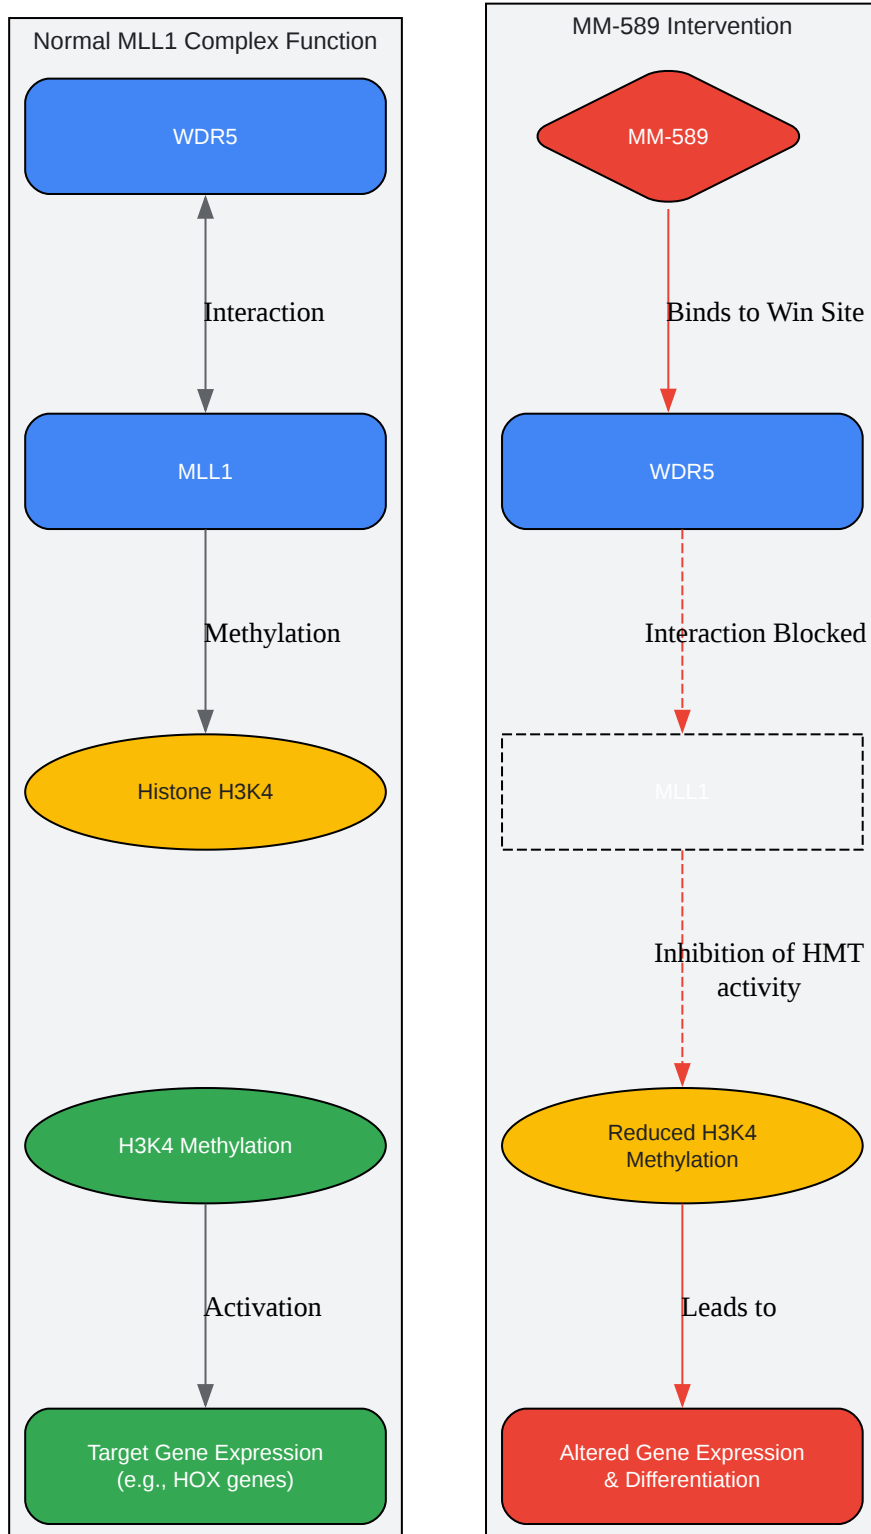 Normal MLL1 Complex Function
WDR5
Interaction
MLL1
Methylation
Histone H3K4
H3K4 Methylation
Activation
Target Gene Expression
(e.g., HOX genes)
MM-589 Intervention
MM-589
Binds to Win Site
WDR5
Interaction Blocked
MLL1
Inhibition of HMT
activity
Reduced H3K4
Methylation
Leads to
Altered Gene Expression
& Differentiation